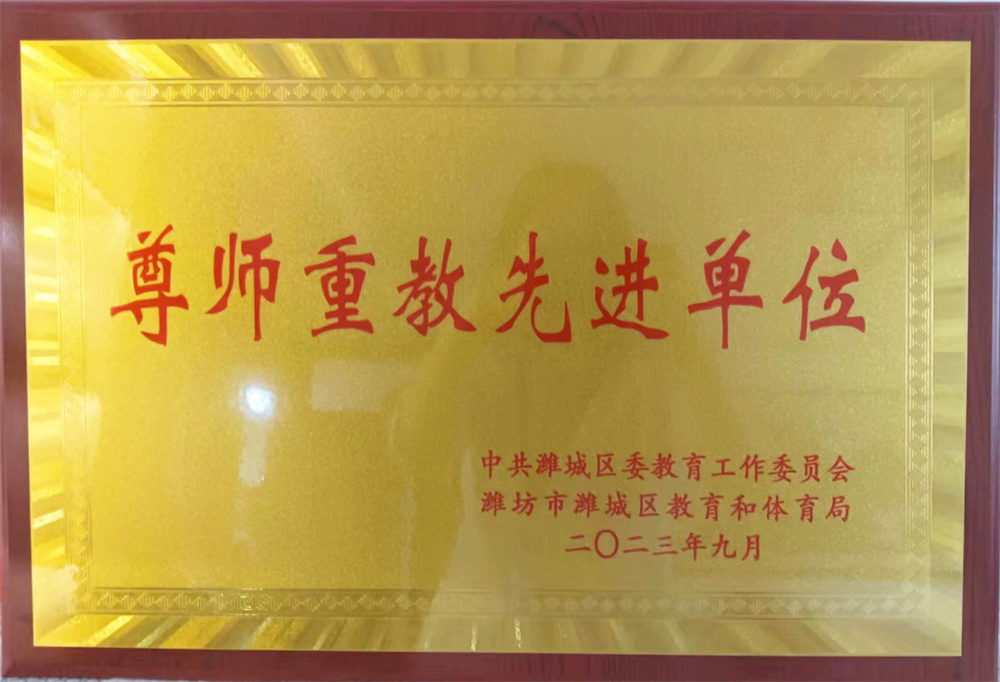 尊师重教先进单位
中共潍城区委教育工作委员会
潍坊市潍城区教育和体育局
二〇二三年九月